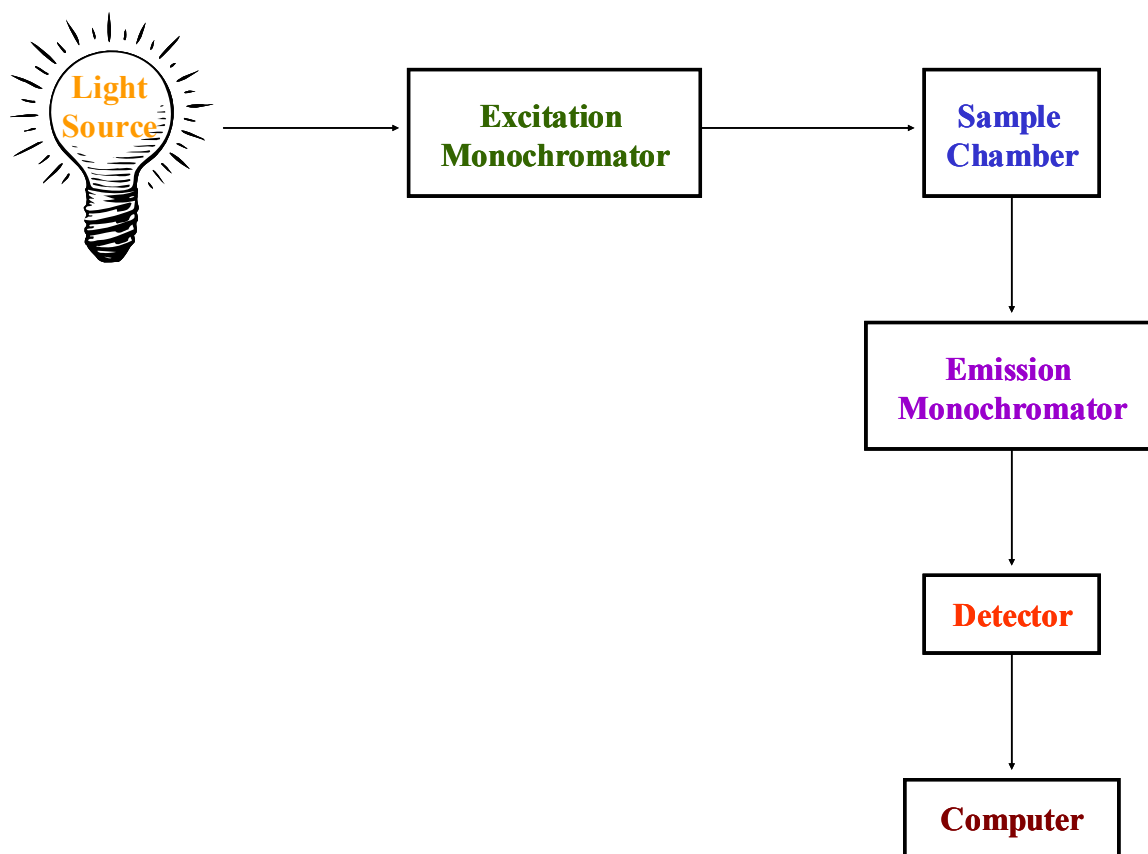 Light
Source
Excitation
Monochromator
Sample
Chamber
Emission
Monochromator
Detector
Computer